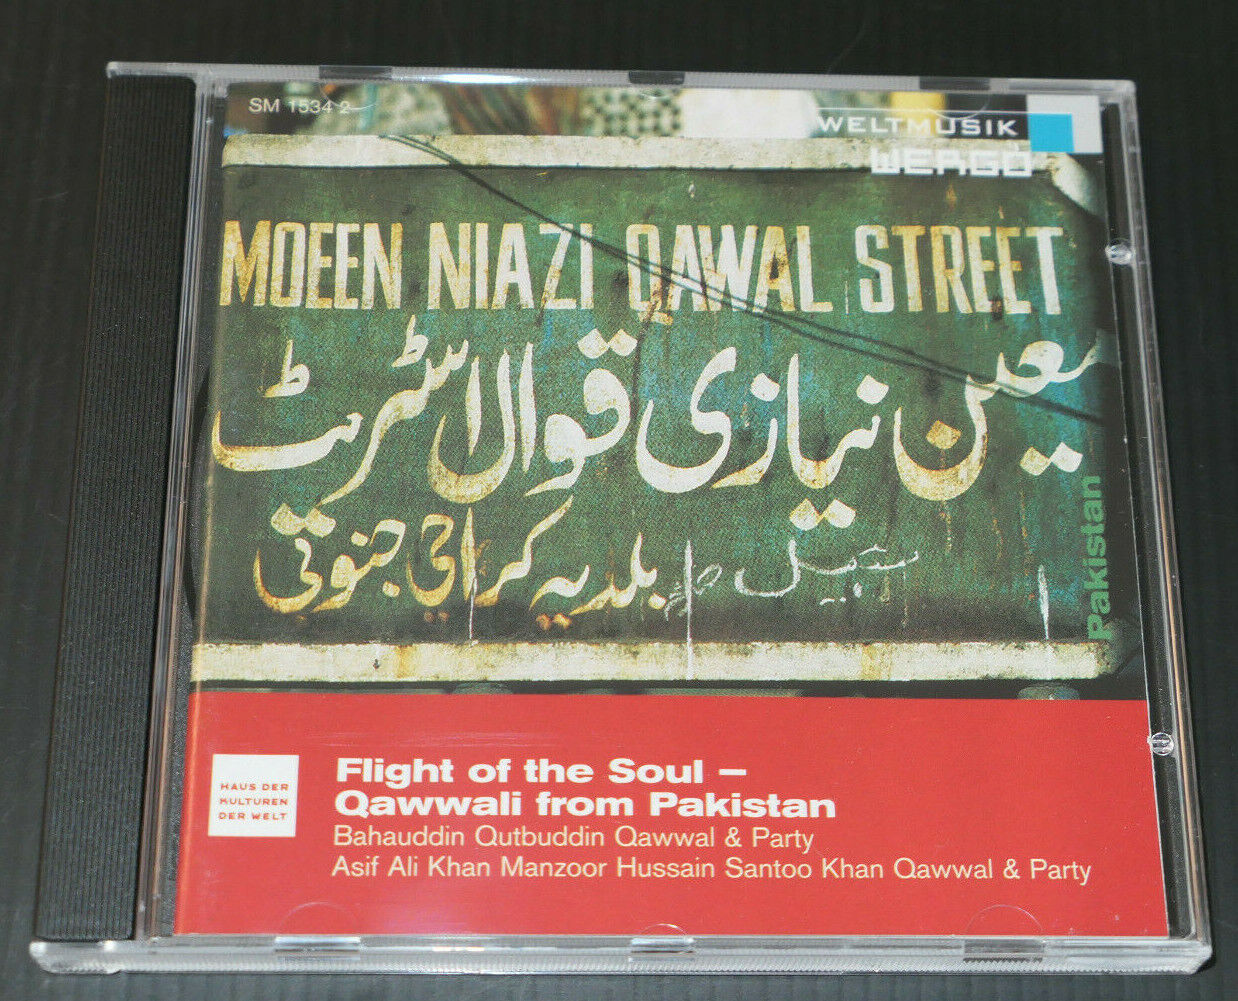 SM 1534 2
WELTMUSIK
WERGO
MOEEN NIAZI QAWAL STREET
معین نیازی قوال اسٹریٹ
بلدیہ کراچی جنوبی
Pakistan
HAUS DER
KULTUREN
DER WELT
Flight of the Soul –
Qawwali from Pakistan
Bahauddin Qutbuddin Qawwal & Party
Asif Ali Khan Manzoor Hussain Santoo Khan Qawwal & Party